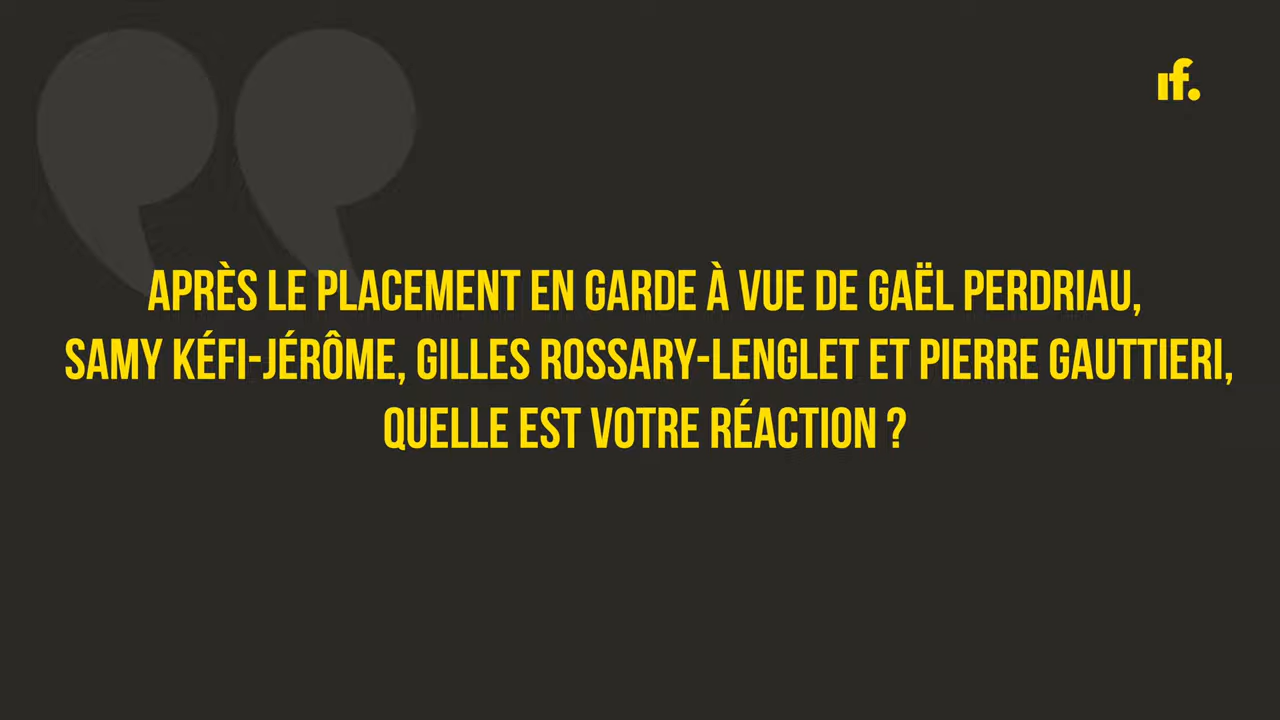 if.
APRÈS LE PLACEMENT EN GARDE À VUE DE GAËL PERDRIAU,
SAMY KÉFI-JÉRÔME, GILLES ROSSARY-LENGLET ET PIERRE GAUTTIERI,
QUELLE EST VOTRE RÉACTION ?